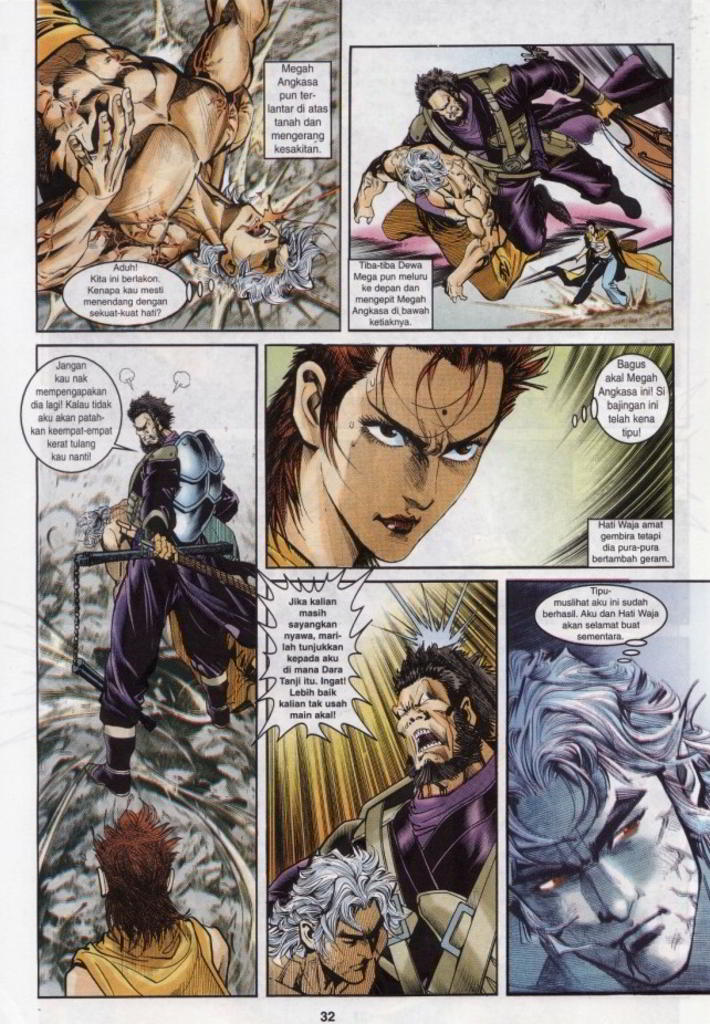 Megah
Angkasa
pun ter-
lantar di atas
tanah dan
mengerang
kesakitan.
Aduh!
Kita ini berlakon.
Kenapa kau mesti
menendang dengan
sekuat-kuat hati?
Tiba-tiba Dewa
Mega pun meluru
ke depan dan
mengepit Megah
Angkasa di bawah
ketiaknya.
Jangan
kau nak
mempengapakan
dia lagi! Kalau tidak
aku akan patah-
kan keempat-empat
kerat tulang
kau nanti!
Bagus
akal Megah
Angkasa ini! Si
bajingan ini
telah kena
tipu!
Hati Waja amat
gembira tetapi
dia pura-pura
bertambah geram.
Jika kalian
masih
sayangkan
nyawa, mari-
lah tunjukkan
kepada aku
di mana Dara
Tanji itu. Ingat!
Lebih baik
kalian tak usah
main akal!
Tipu-
muslihat aku ini sudah
berhasil. Aku dan Hati Waja
akan selamat buat
sementara.
32